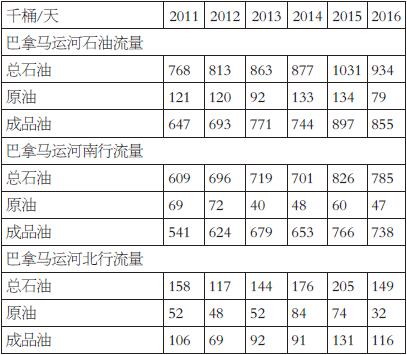 千桶/天 2011 2012 2013 2014 2015 2016
巴拿马运河石油流量
总石油 768 813 863 877 1031 934
原油 121 120 92 133 134 79
成品油 647 693 771 744 897 855
巴拿马运河南行流量
总石油 609 696 719 701 826 785
原油 69 72 40 48 60 47
成品油 541 624 679 653 766 738
巴拿马运河北行流量
总石油 158 117 144 176 205 149
原油 52 48 52 84 74 32
成品油 106 69 92 91 131 116